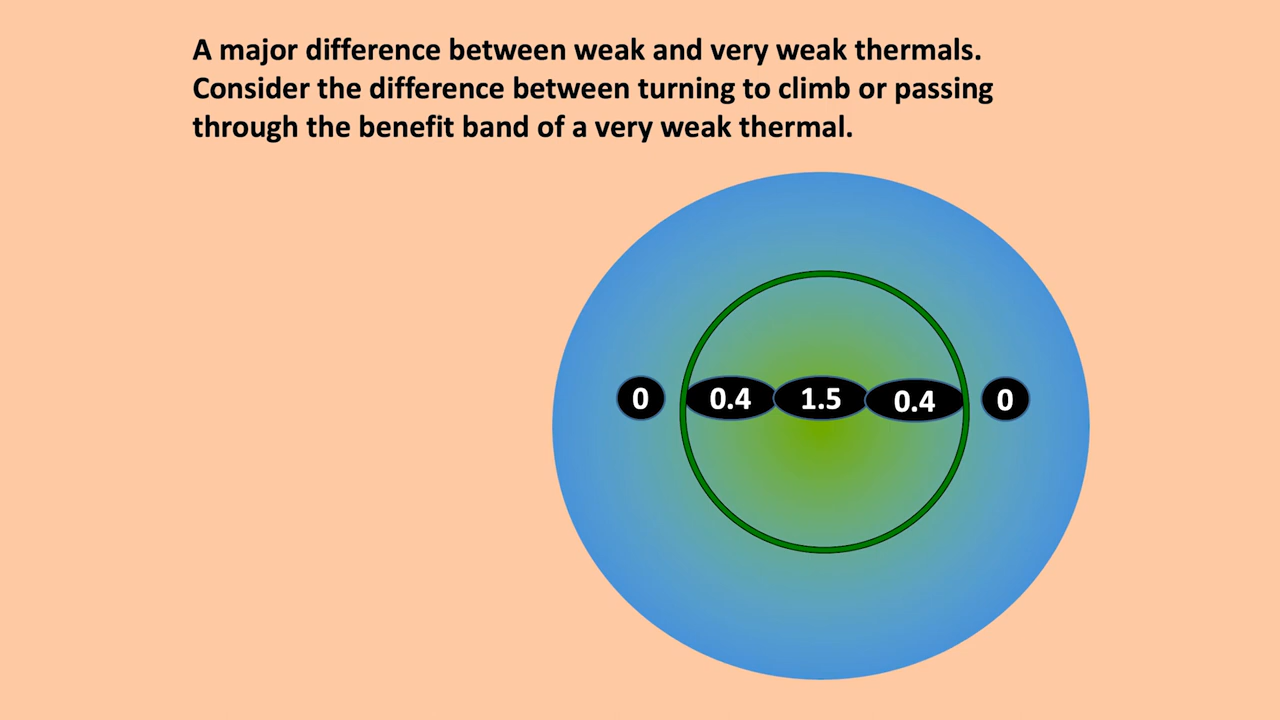 A major difference between weak and very weak thermals.
Consider the difference between turning to climb or passing
through the benefit band of a very weak thermal.
0 0.4 1.5 0.4 0